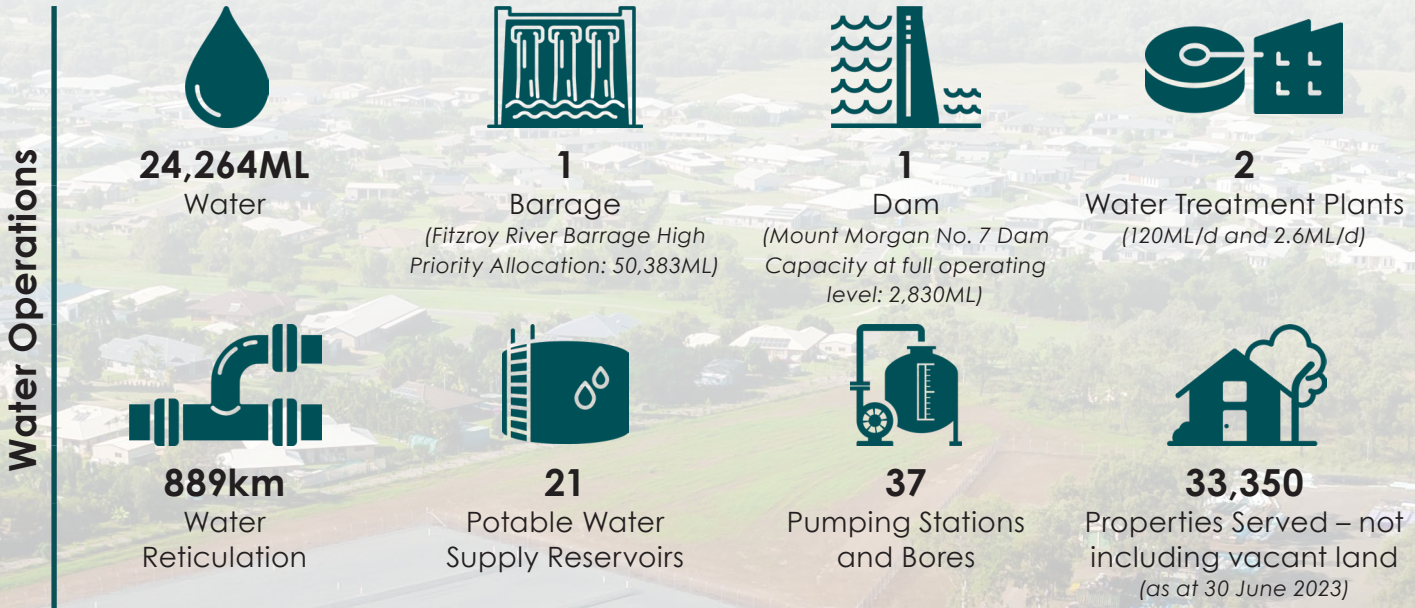 Water Operations
24,264ML
Water
1
Barrage
(Fitzroy River Barrage High
Priority Allocation: 50,383ML)
1
Dam
(Mount Morgan No. 7 Dam
Capacity at full operating
level: 2,830ML)
2
Water Treatment Plants
(120ML/d and 2.6ML/d)
889km
Water
Reticulation
21
Potable Water
Supply Reservoirs
37
Pumping Stations
and Bores
33,350
Properties Served – not
including vacant land
(as at 30 June 2023)